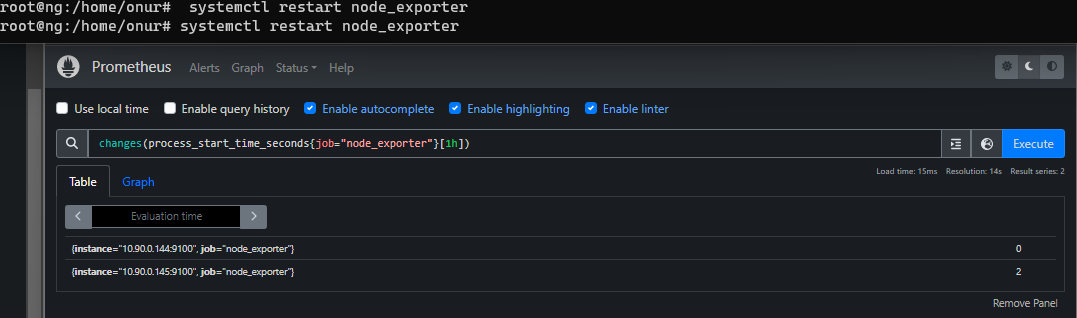 root@ng:/home/onur#  systemctl restart node_exporter
root@ng:/home/onur# systemctl restart node_exporter
Prometheus Alerts Graph Status Help
Use local time Enable query history Enable autocomplete Enable highlighting Enable linter
changes(process_start_time_seconds{job="node_exporter"}[1h]) Execute
Load time: 15ms Resolution: 14s Result series: 2
Table Graph
Evaluation time
{instance="10.90.0.144:9100", job="node_exporter"} 0
{instance="10.90.0.145:9100", job="node_exporter"} 2
Remove Panel